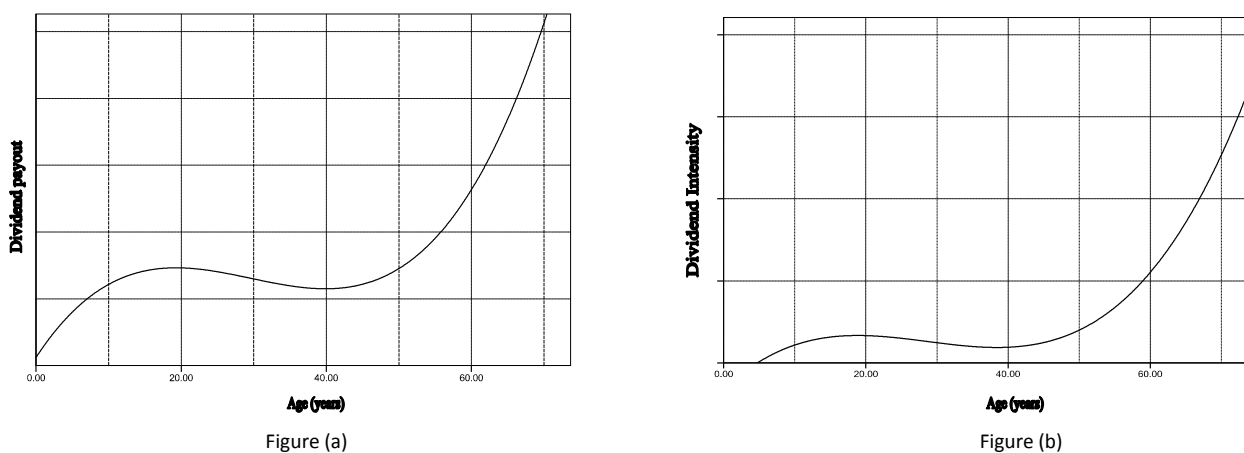 Dividend payout
0.00 20.00 40.00 60.00
Age (years)
Figure (a)
Dividend Intensity
0.00 20.00 40.00 60.00
Age (years)
Figure (b)